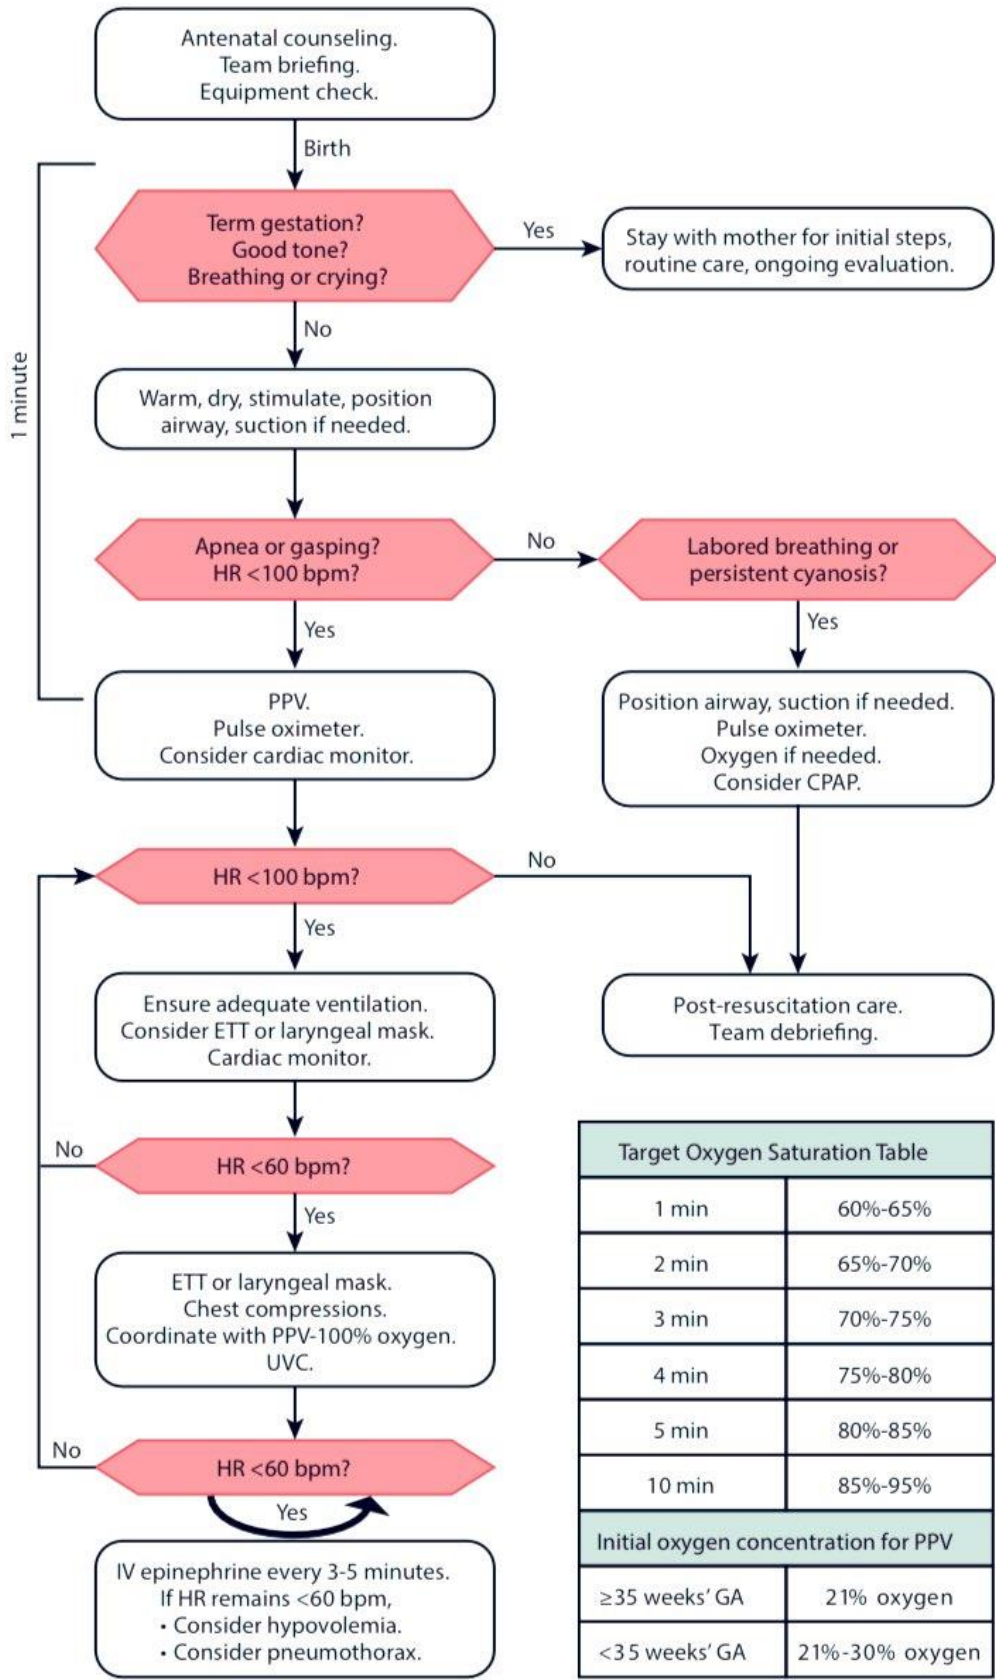 Antenatal counseling.
Team briefing.
Equipment check.
Birth
1 minute
Term gestation?
Good tone?
Breathing or crying?
Yes
Stay with mother for initial steps,
routine care, ongoing evaluation.
No
Warm, dry, stimulate, position
airway, suction if needed.
Apnea or gasping?
HR <100 bpm?
No
Labored breathing or
persistent cyanosis?
Yes
Yes
PPV.
Pulse oximeter.
Consider cardiac monitor.
Position airway, suction if needed.
Pulse oximeter.
Oxygen if needed.
Consider CPAP.
HR <100 bpm?
No
Yes
Ensure adequate ventilation.
Consider ETT or laryngeal mask.
Cardiac monitor.
Post-resuscitation care.
Team debriefing.
HR <60 bpm?
No
Yes
ETT or laryngeal mask.
Chest compressions.
Coordinate with PPV-100% oxygen.
UVC.
HR <60 bpm?
No
Yes
IV epinephrine every 3-5 minutes.
If HR remains <60 bpm,
• Consider hypovolemia.
• Consider pneumothorax.
Target Oxygen Saturation Table
1 min 60%-65%
2 min 65%-70%
3 min 70%-75%
4 min 75%-80%
5 min 80%-85%
10 min 85%-95%
Initial oxygen concentration for PPV
≥35 weeks' GA 21% oxygen
<35 weeks' GA 21%-30% oxygen